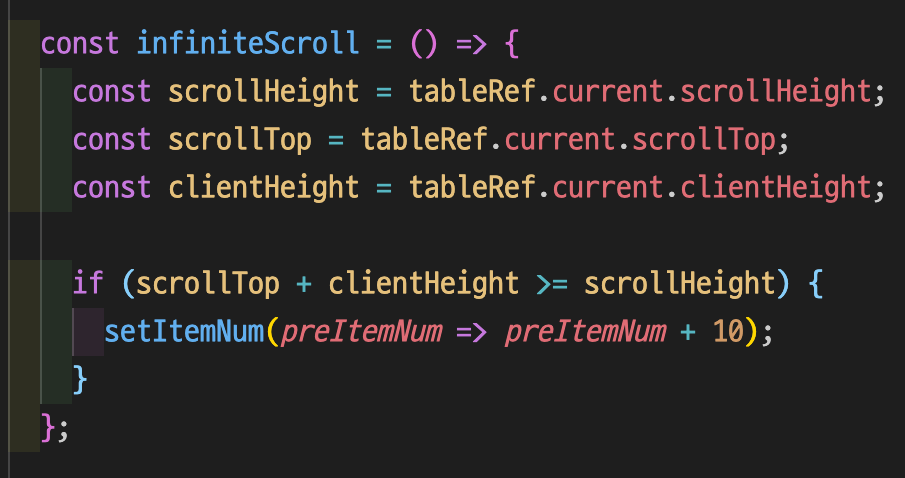 const infiniteScroll = () => {
const scrollHeight = tableRef.current.scrollHeight;
const scrollTop = tableRef.current.scrollTop;
const clientHeight = tableRef.current.clientHeight;
if (scrollTop + clientHeight >= scrollHeight) {
setItemNum(preItemNum => preItemNum + 10);
}
};